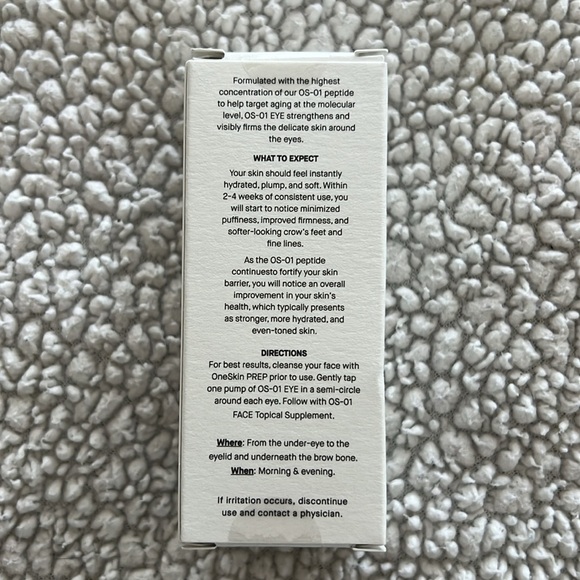 Formulated with the highest
concentration of our OS-01 peptide
to help target aging at the molecular
level, OS-01 EYE strengthens and
visibly firms the delicate skin around
the eyes.
WHAT TO EXPECT
Your skin should feel instantly
hydrated, plump, and soft. Within
2-4 weeks of consistent use, you
will start to notice minimized
puffiness, improved firmness, and
softer-looking crow's feet and
fine lines.
As the OS-01 peptide
continuesto fortify your skin
barrier, you will notice an overall
improvement in your skin's
health, which typically presents
as stronger, more hydrated, and
even-toned skin.
DIRECTIONS
For best results, cleanse your face with
OneSkin PREP prior to use. Gently tap
one pump of OS-01 EYE in a semi-circle
around each eye. Follow with OS-01
FACE Topical Supplement.
Where: From the under-eye to the
eyelid and underneath the brow bone.
When: Morning & evening.
If irritation occurs, discontinue
use and contact a physician.